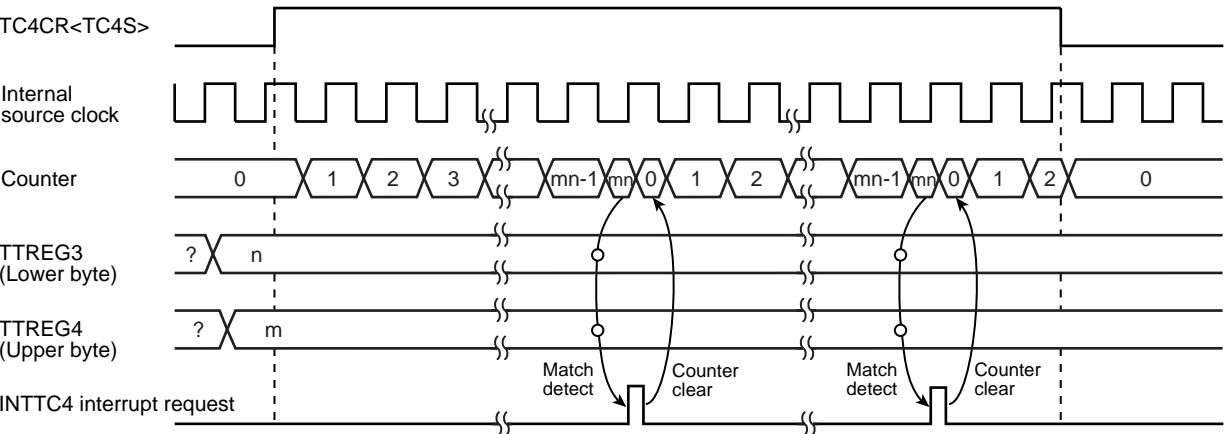 TC4CR<TC4S>
Internal
source clock
Counter
0 1 2 3 mn-1 mn 0 1 2 mn-1 mn 0 1 2 0
TTREG3
(Lower byte)
? n
TTREG4
(Upper byte)
? m
Match
detect
Counter
clear
Match
detect
Counter
clear
INTTC4 interrupt request